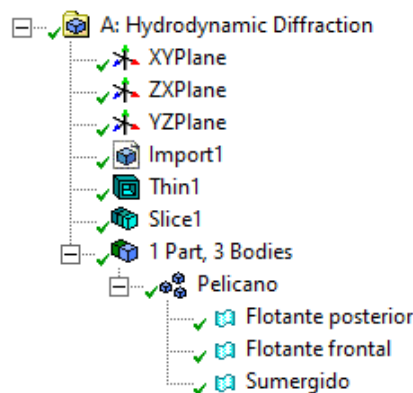 A: Hydrodynamic Diffraction
XYPlane
ZXPlane
YZPlane
Import1
Thin1
Slice1
1 Part, 3 Bodies
Pelicano
Flotante posterior
Flotante frontal
Sumergido